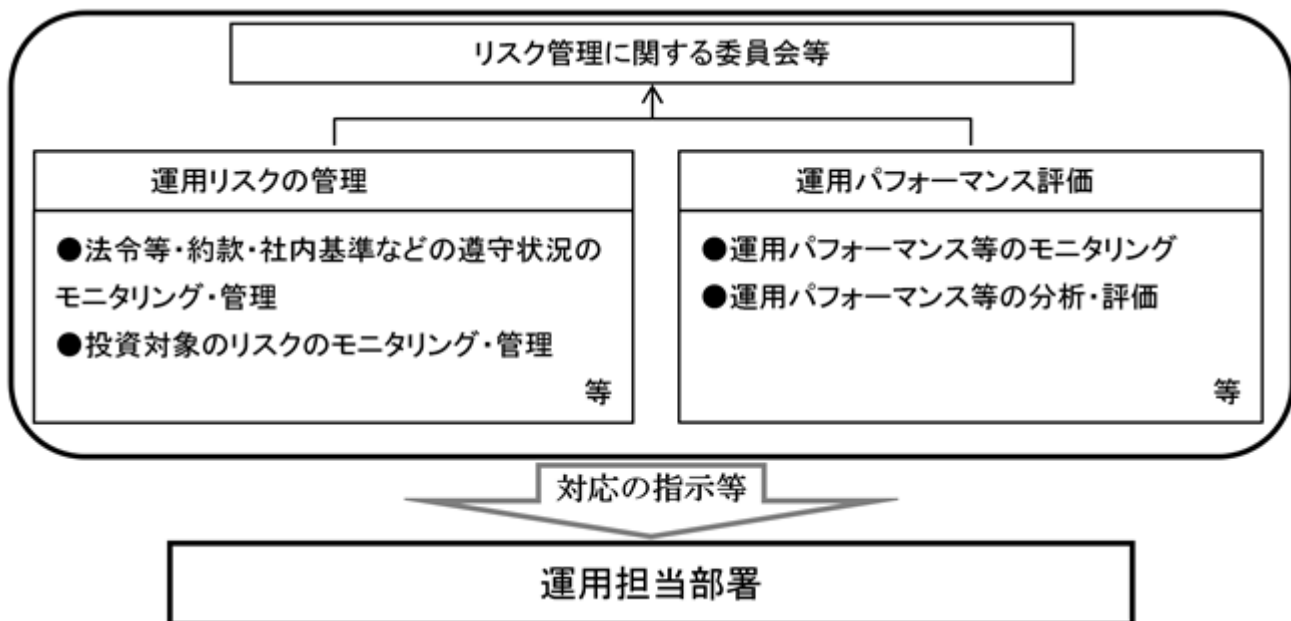 リスク管理に関する委員会等
運用リスクの管理
●法令等・約款・社内基準などの遵守状況の
モニタリング・管理
●投資対象のリスクのモニタリング・管理
等
運用パフォーマンス評価
●運用パフォーマンス等のモニタリング
●運用パフォーマンス等の分析・評価
等
対応の指示等
運用担当部署